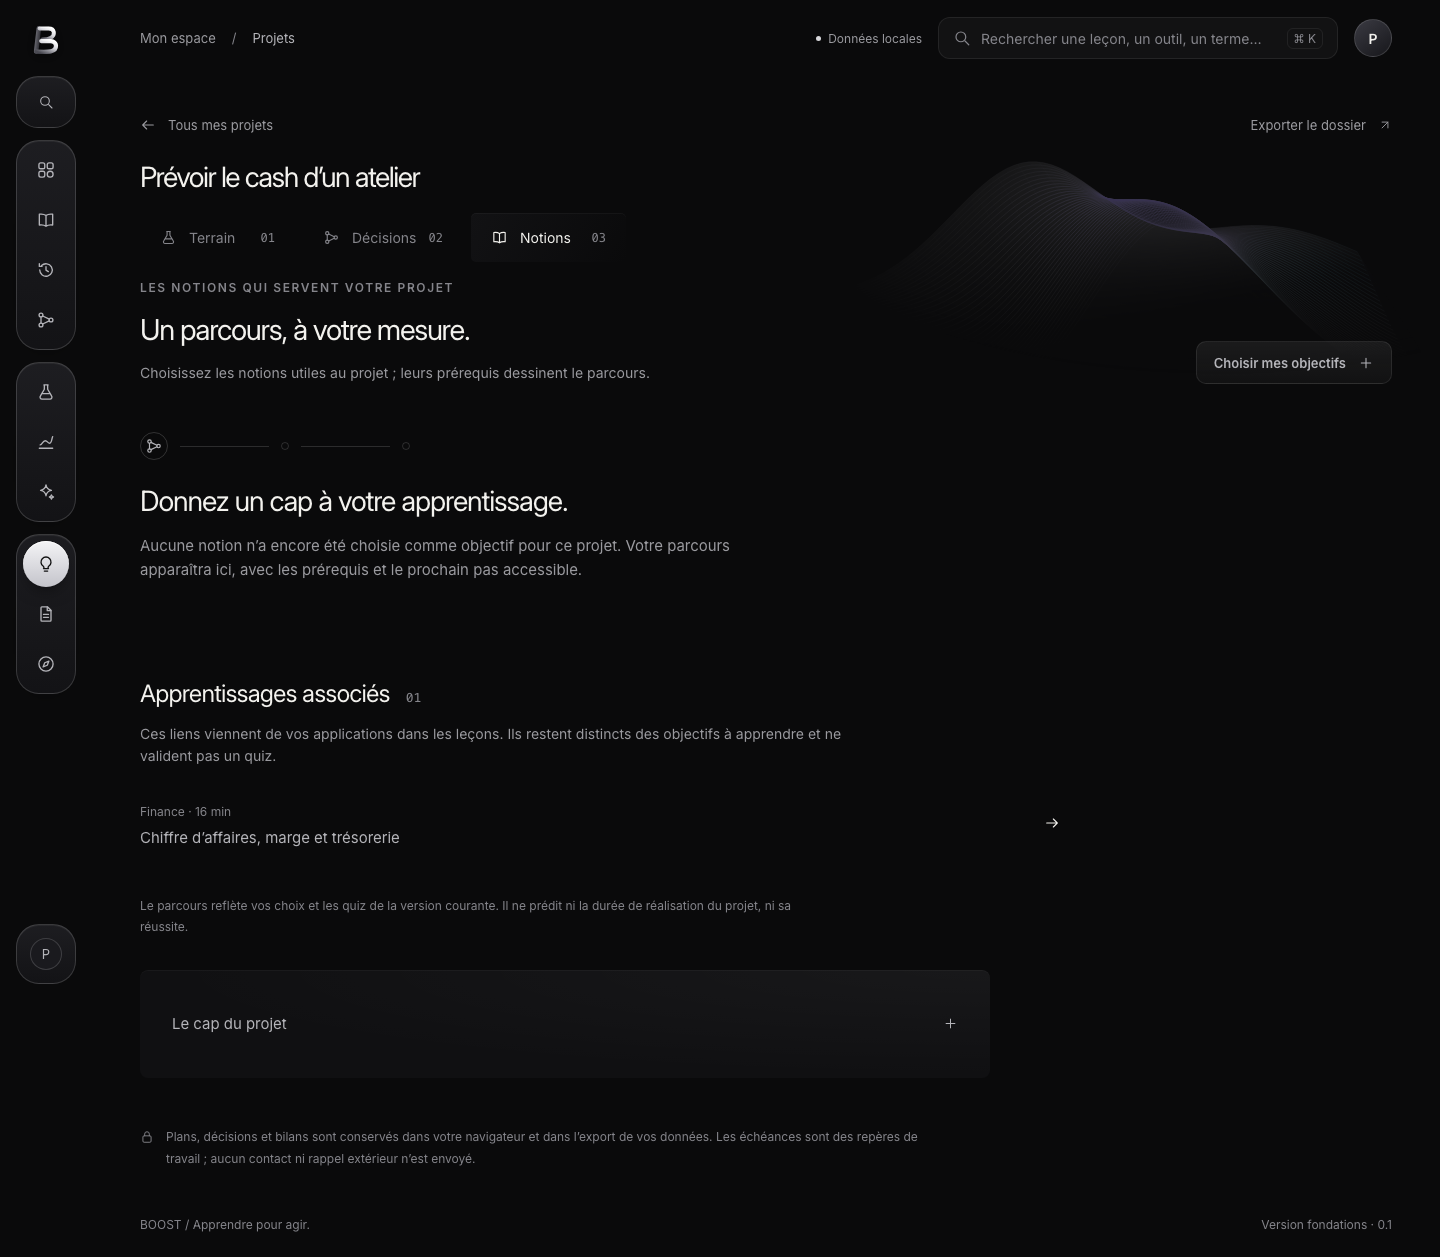 B
Mon espace / Projets
Données locales
Rechercher une leçon, un outil, un terme...
⌘ K
P
Tous mes projets
Exporter le dossier
Prévoir le cash d’un atelier
Terrain 01
Décisions 02
Notions 03
LES NOTIONS QUI SERVENT VOTRE PROJET
Un parcours, à votre mesure.
Choisissez les notions utiles au projet ; leurs prérequis dessinent le parcours.
Choisir mes objectifs
Donnez un cap à votre apprentissage.
Aucune notion n’a encore été choisie comme objectif pour ce projet. Votre parcours
apparaîtra ici, avec les prérequis et le prochain pas accessible.
Apprentissages associés 01
Ces liens viennent de vos applications dans les leçons. Ils restent distincts des objectifs à apprendre et ne
valident pas un quiz.
Finance · 16 min
Chiffre d’affaires, marge et trésorerie
Le parcours reflète vos choix et les quiz de la version courante. Il ne prédit ni la durée de réalisation du projet, ni sa
réussite.
P
Le cap du projet
Plans, décisions et bilans sont conservés dans votre navigateur et dans l’export de vos données. Les échéances sont des repères de
travail ; aucun contact ni rappel extérieur n’est envoyé.
BOOST / Apprendre pour agir.
Version fondations · 0.1